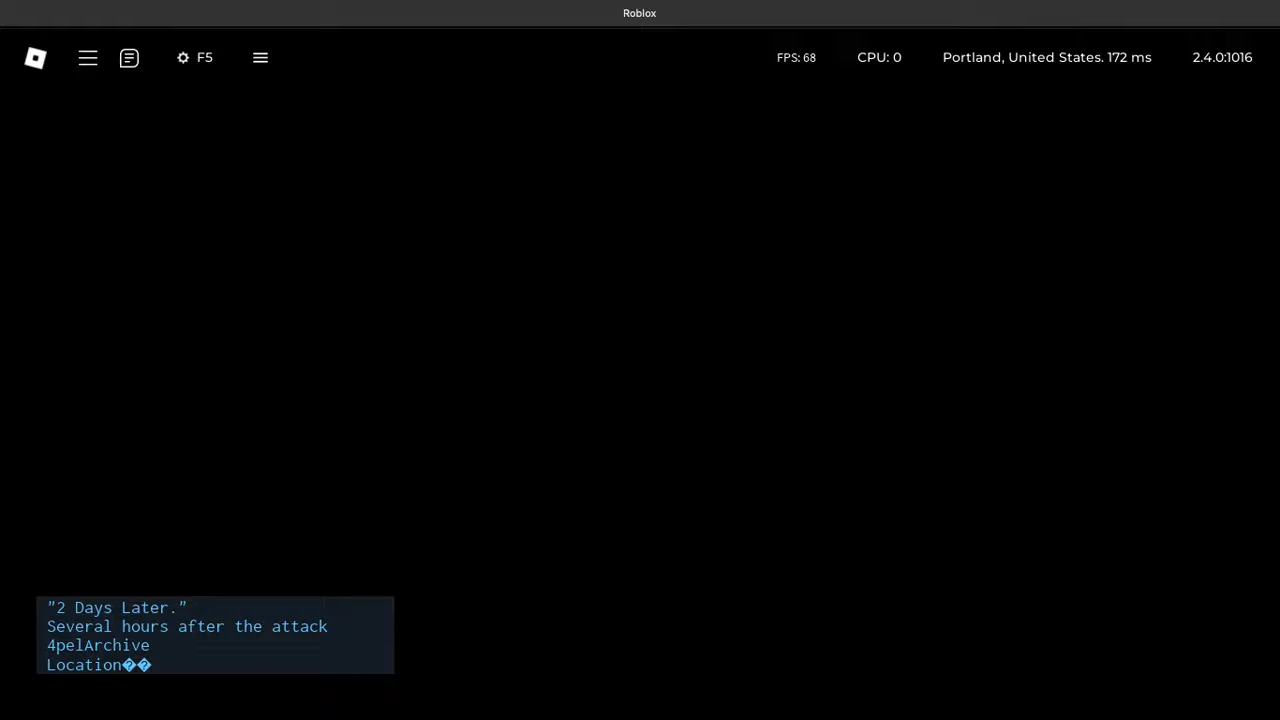 Roblox
F5
FPS: 68
CPU: 0
Portland, United States. 172 ms
2.4.0:1016
"2 Days Later."
Several hours after the attack
4pelArchive
Location��